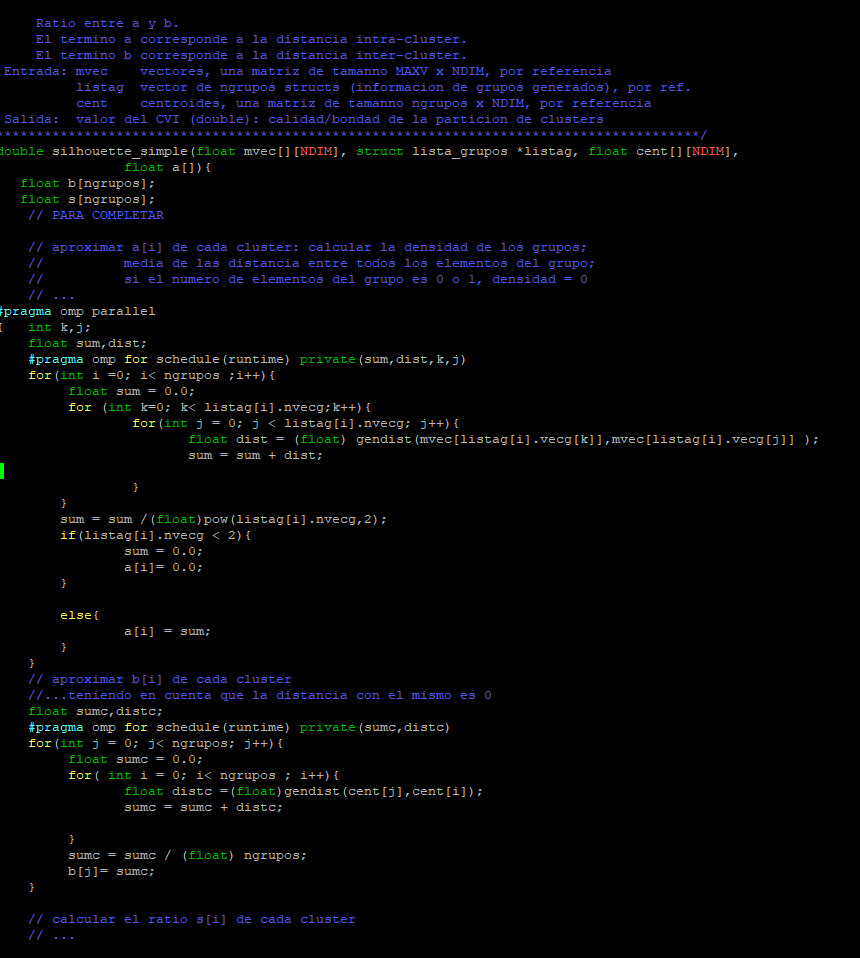 Ratio entre a y b.
El termino a corresponde a la distancia intra-cluster.
El termino b corresponde a la distancia inter-cluster.
Entrada: mvec    vectores, una matriz de tamanno MAXV x NDIM, por referencia
listag  vector de ngrupos structs (informacion de grupos generados), por ref.
cent    centroides, una matriz de tamanno ngrupos x NDIM, por referencia
Salida:  valor del CVI (double): calidad/bondad de la particion de clusters
****************************************************************************************/
double silhouette_simple(float mvec[][NDIM], struct lista_grupos *listag, float cent[][NDIM],
float a[]){
float b[ngrupos];
float s[ngrupos];
// PARA COMPLETAR
// aproximar a[i] de cada cluster: calcular la densidad de los grupos;
//          media de las distancia entre todos los elementos del grupo;
//          si el numero de elementos del grupo es 0 o 1, densidad = 0
// ...
#pragma omp parallel
{   int k,j;
float sum,dist;
#pragma omp for schedule(runtime) private(sum,dist,k,j)
for(int i =0; i< ngrupos ;i++){
float sum = 0.0;
for (int k=0; k< listag[i].nvecg;k++){
for(int j = 0; j < listag[i].nvecg; j++){
float dist = (float) gendist(mvec[listag[i].vecg[k]],mvec[listag[i].vecg[j]] );
sum = sum + dist;
}
}
sum = sum /(float)pow(listag[i].nvecg,2);
if(listag[i].nvecg < 2){
sum = 0.0;
a[i]= 0.0;
}
else{
a[i] = sum;
}
}
// aproximar b[i] de cada cluster
//...teniendo en cuenta que la distancia con el mismo es 0
float sumc,distc;
#pragma omp for schedule(runtime) private(sumc,distc)
for(int j = 0; j< ngrupos; j++){
float sumc = 0.0;
for( int i = 0; i< ngrupos ; i++){
float distc =(float)gendist(cent[j],cent[i]);
sumc = sumc + distc;
}
sumc = sumc / (float) ngrupos;
b[j]= sumc;
}
// calcular el ratio s[i] de cada cluster
// ...